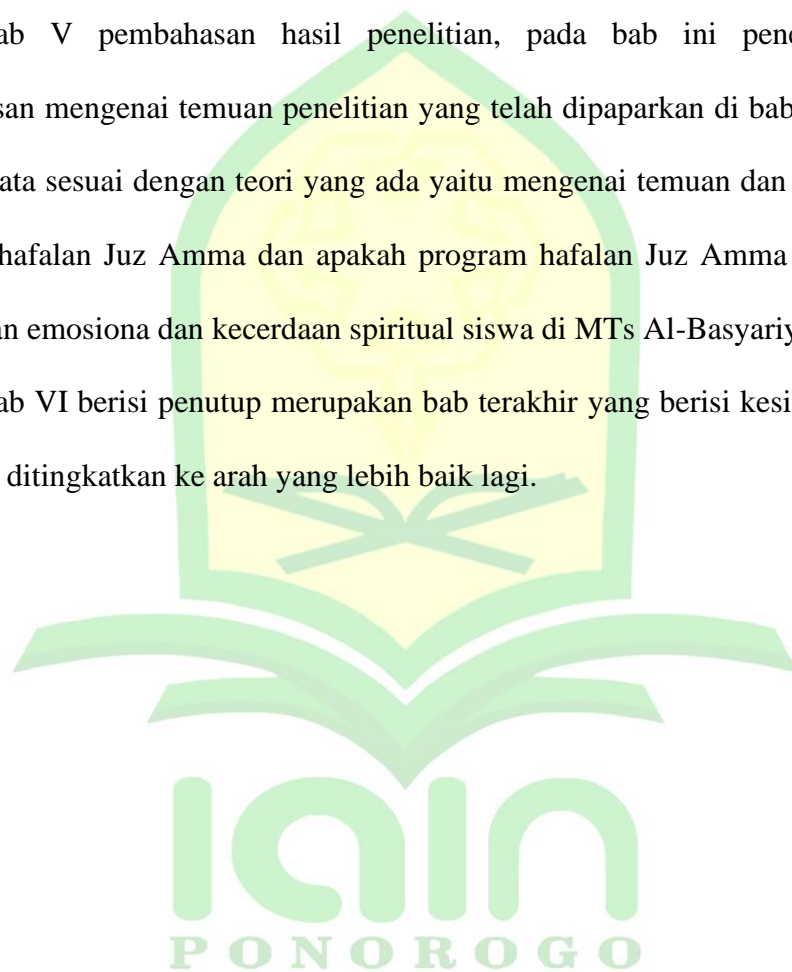 ab V pembahasan hasil penelitian, pada bab ini pene
san mengenai temuan penelitian yang telah dipaparkan di bab
ata sesuai dengan teori yang ada yaitu mengenai temuan dan
hafalan Juz Amma dan apakah program hafalan Juz Amma
an emosiona dan kecerdaan spiritual siswa di MTs Al-Basyariy
ab VI berisi penutup merupakan bab terakhir yang berisi kesi
ditingkatkan ke arah yang lebih baik lagi.
iain
PONOROGO